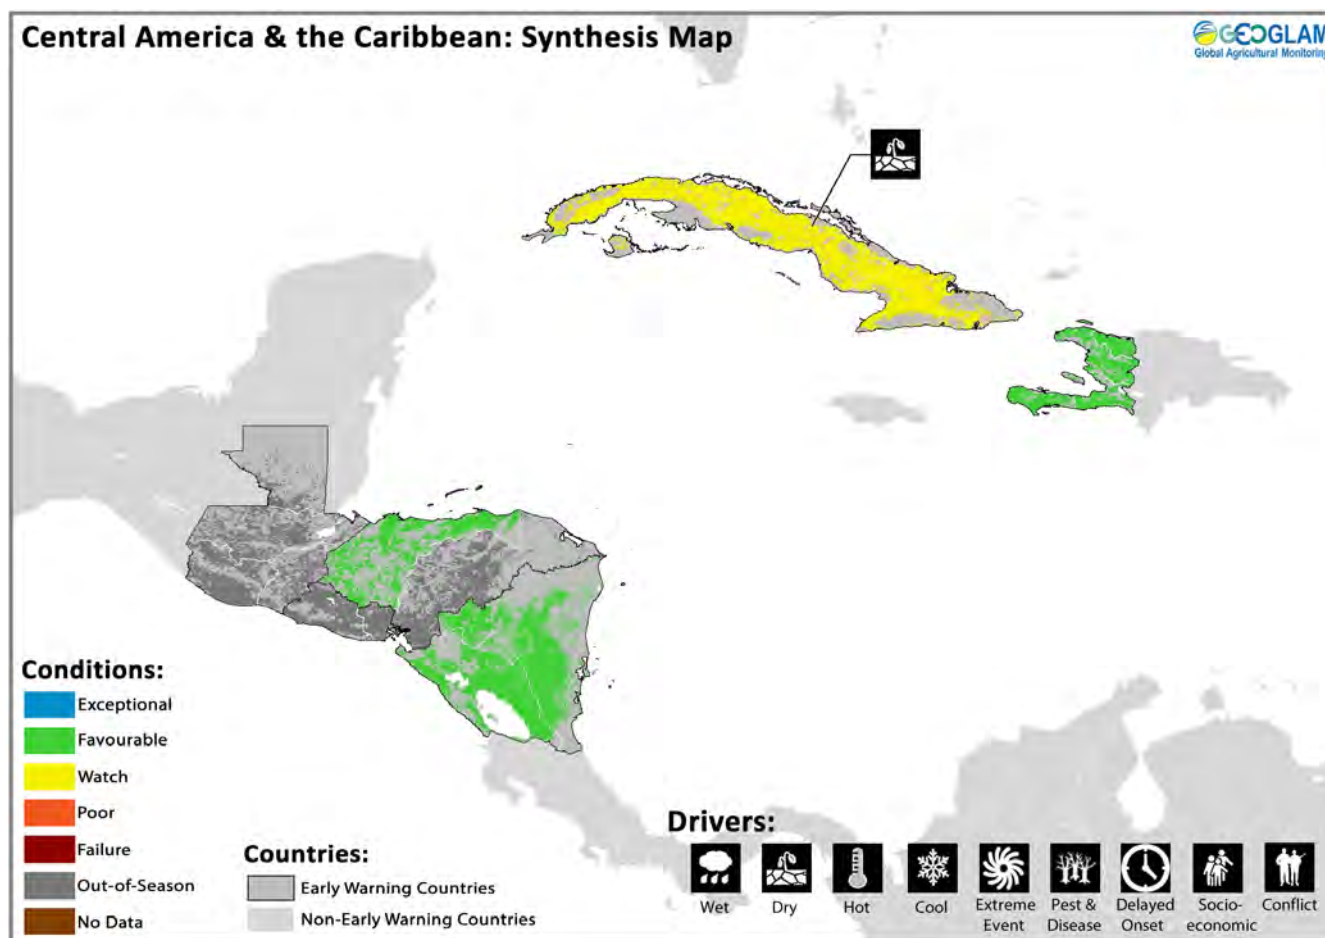 Central America & the Caribbean: Synthesis Map
GEOGLAM
Global Agricultural Monitoring
Conditions:
Exceptional
Favourable
Watch
Poor
Failure
Out-of-Season
No Data
Countries:
Early Warning Countries
Non-Early Warning Countries
Drivers:
Wet
Dry
Hot
Cool
Extreme
Event
Pest &
Disease
Delayed
Onset
Socio-
economic
Conflict